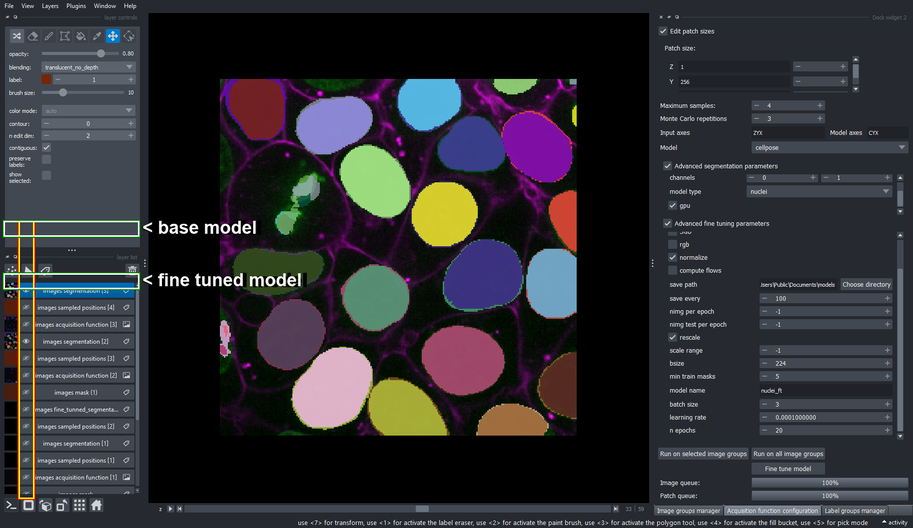 File View Layers Plugins Window Help
layer controls
Dock widget 2
opacity: 0.80
blending: translucent_no_depth
label: 1
brush size: 10
color mode: auto
contour: 0
n edit dim: 2
contiguous:
preserve labels:
show selected:
< base model
layer list
< fine tuned model
images segmentation [3]
images sampled positions [4]
images acquisition function [3]
images segmentation [2]
images sampled positions [3]
images acquisition function [2]
images mask [1]
images fine_tunned_segmenta...
images sampled positions [2]
images segmentation [1]
images sampled positions [1]
images acquisition function [1]
Edit patch sizes
Patch size:
Z 1
Y 256
Maximum samples: 4
Monte Carlo repetitions 3
Input axes ZYX Model axes CYX
Model cellpose
Advanced segmentation parameters
channels 0 1
model type nuclei
gpu
Advanced fine tuning parameters
rgb
normalize
compute flows
save path /sers\Public\Documents\models Choose directory
save every 100
nimg per epoch -1
nimg test per epoch -1
rescale
scale range -1
bsize 224
min train masks 5
model name nuclei_ft
batch size 3
learning rate 0.0001000000
n epochs 20
Run on selected image groups Run on all image groups
Fine tune model
Image queue: 100%
Patch queue: 100%
Image groups manager Acquisition function configuration Label groups manager
z 33 59
use <7> for transform, use <1> for the label eraser, use <2> for the paint brush, use <3> for the polygon tool, use <4> for the fill bucket, use <5> for pick mode
activity